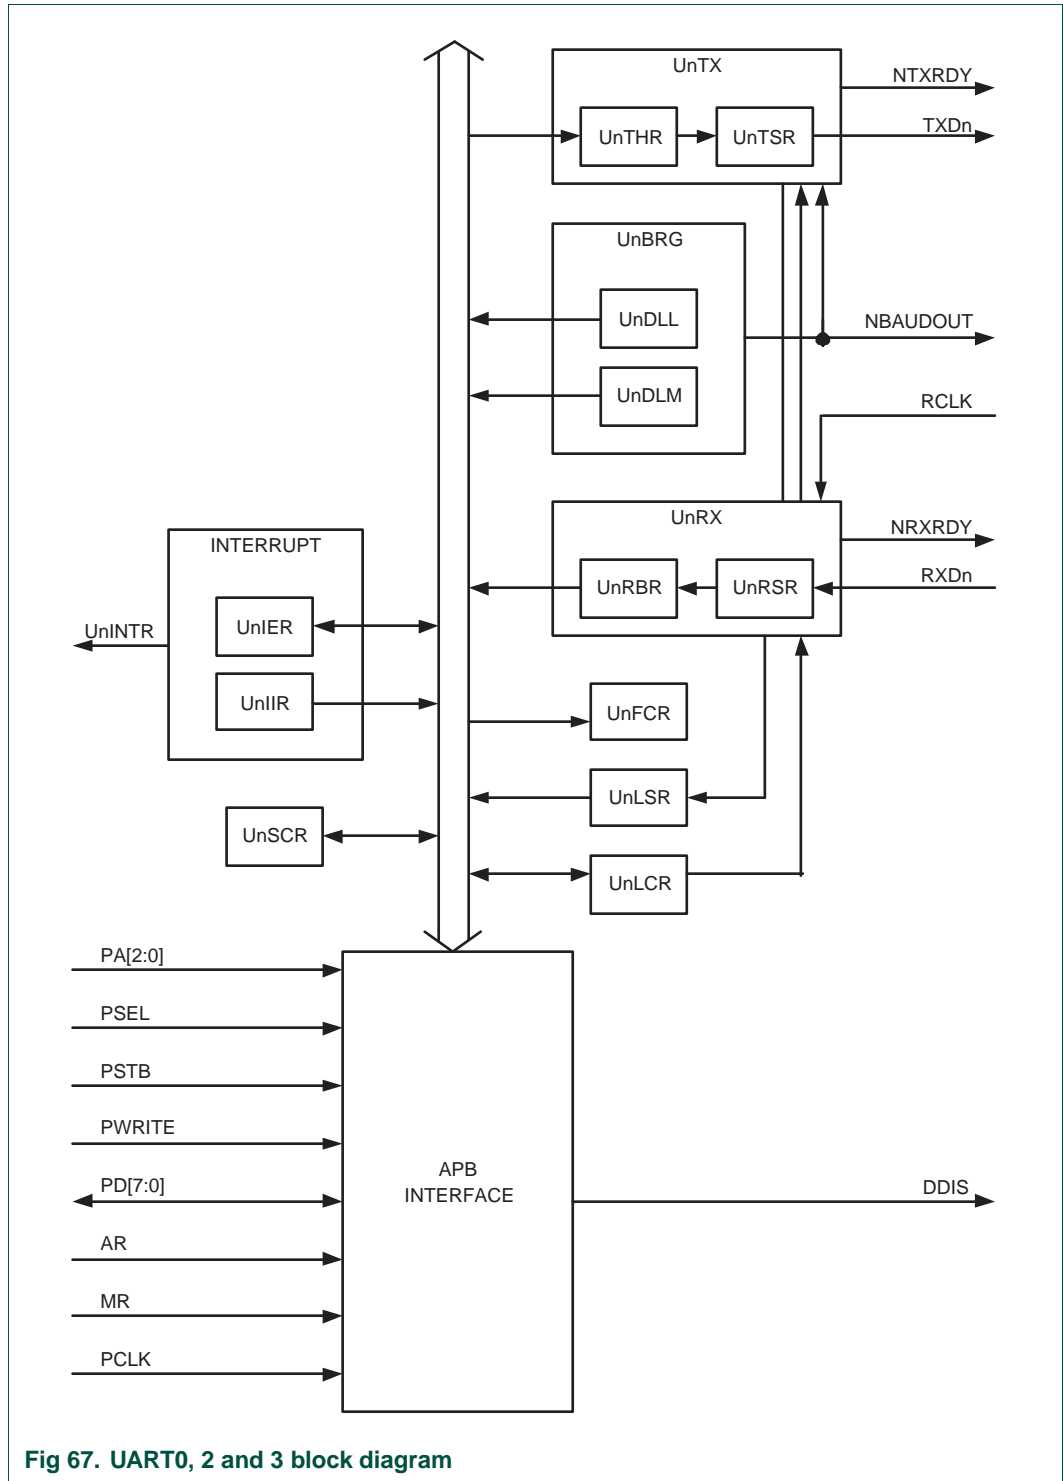 UnTX
NTXRDY
TXDn
UnTHR
UnTSR
UnBRG
UnDLL
NBAUDOUT
UnDLM
RCLK
UnRX
NRXRDY
INTERRUPT
RXDn
UnRBR
UnRSR
UnINTR
UnIER
UnIIR
UnFCR
UnLSR
UnSCR
UnLCR
PA[2:0]
PSEL
PSTB
PWRITE
APB
INTERFACE
PD[7:0]
DDIS
AR
MR
PCLK
Fig 67. UART0, 2 and 3 block diagram